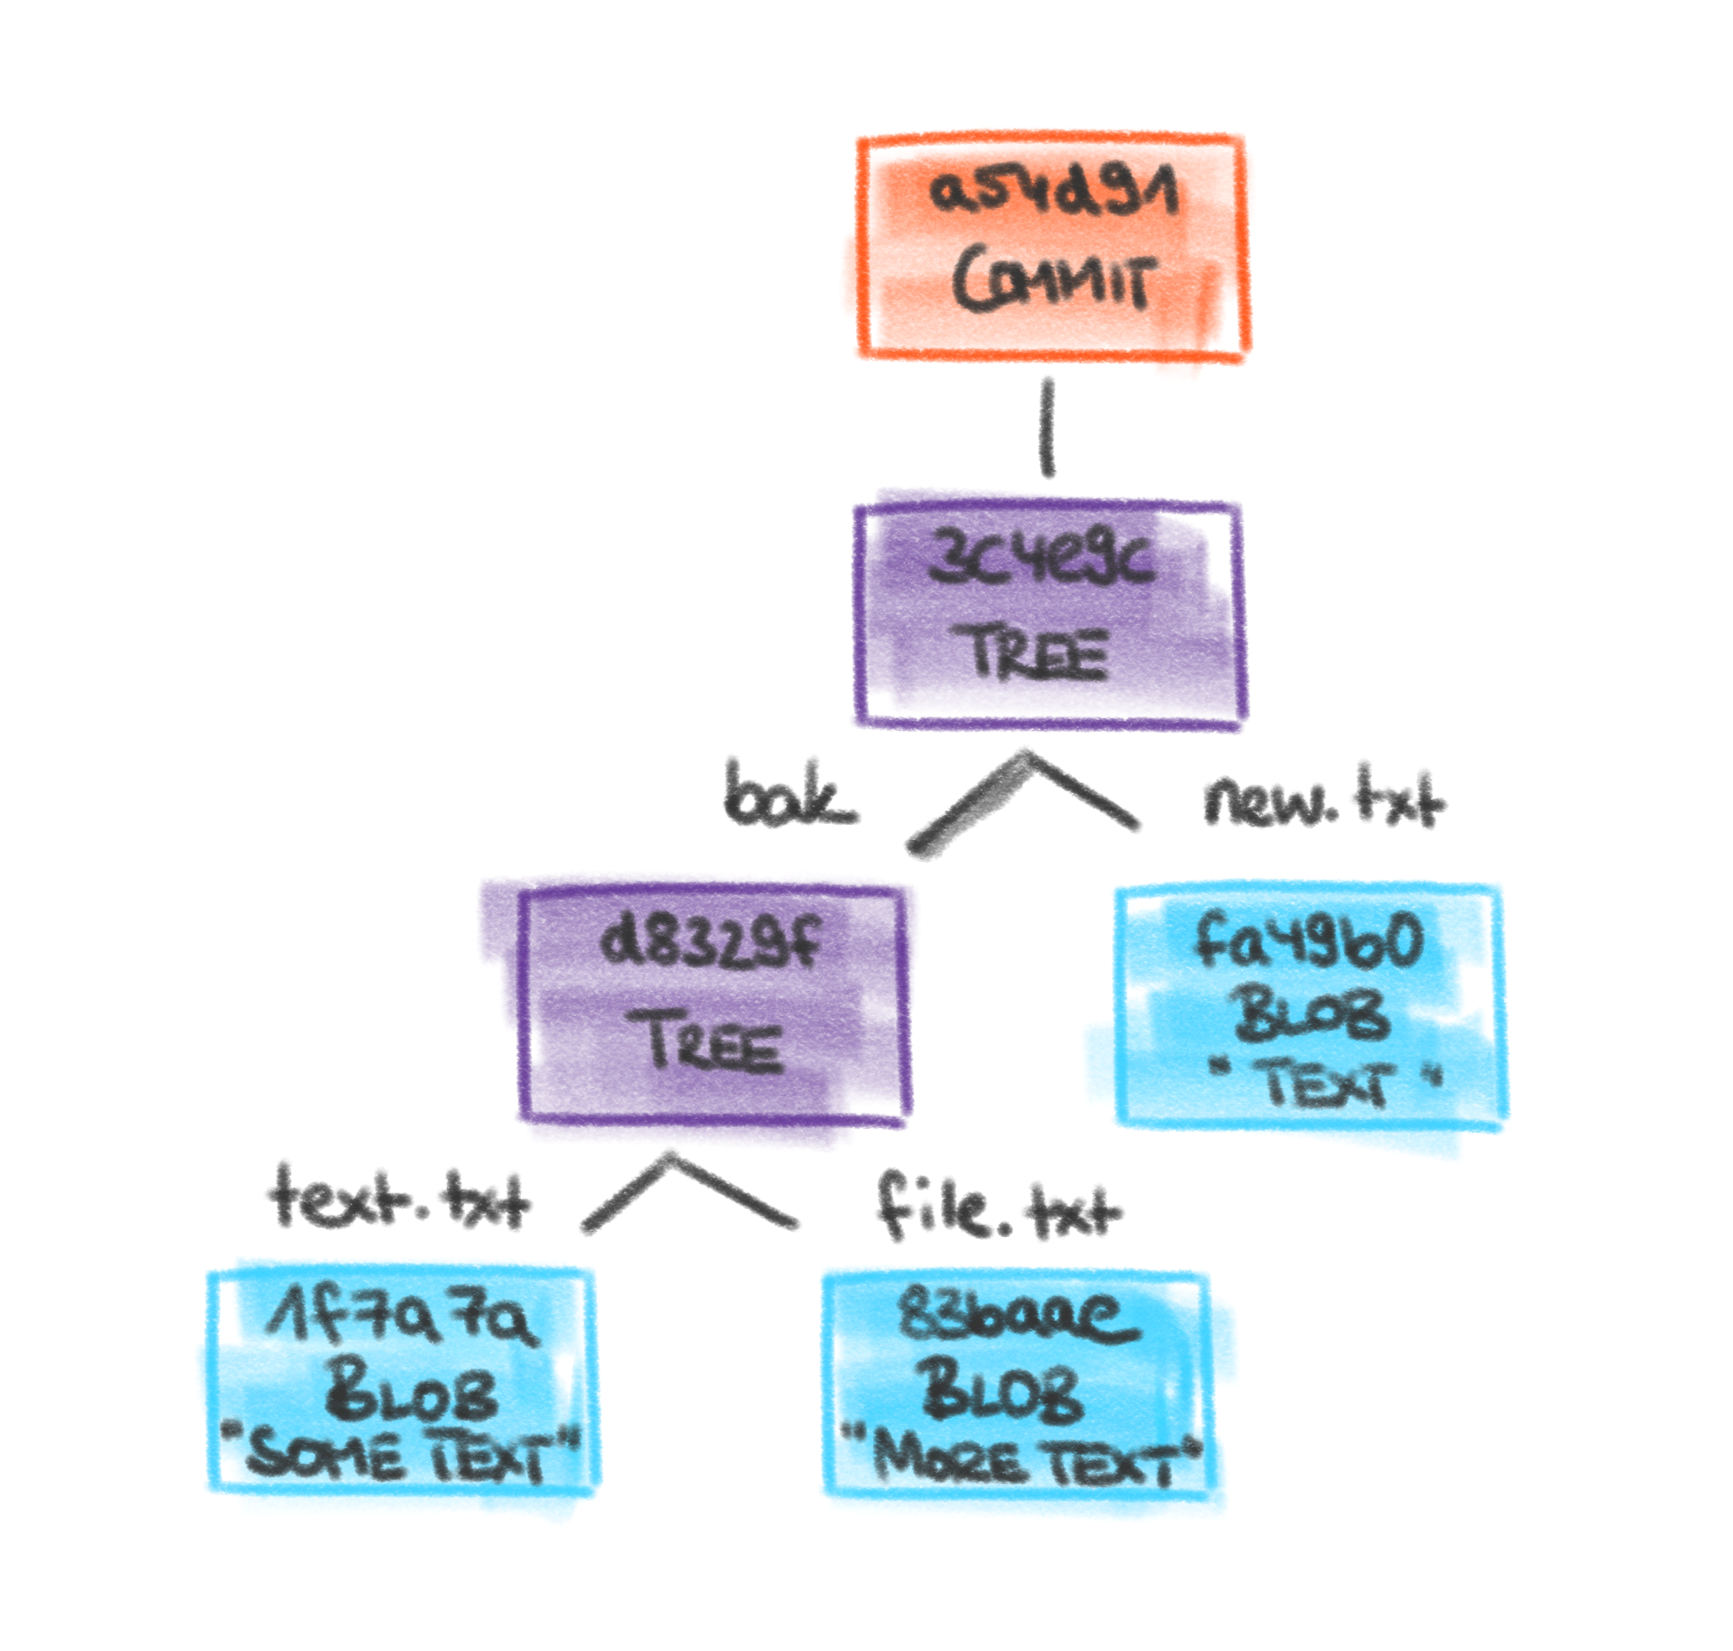 a54d91
COMMIT
3c4e9c
TREE
bak
new.txt
d8329f
TREE
fa49b0
BLOB
"TEXT"
text.txt
file.txt
1f7a7a
BLOB
"SOME TEXT"
83baae
BLOB
"MORE TEXT"